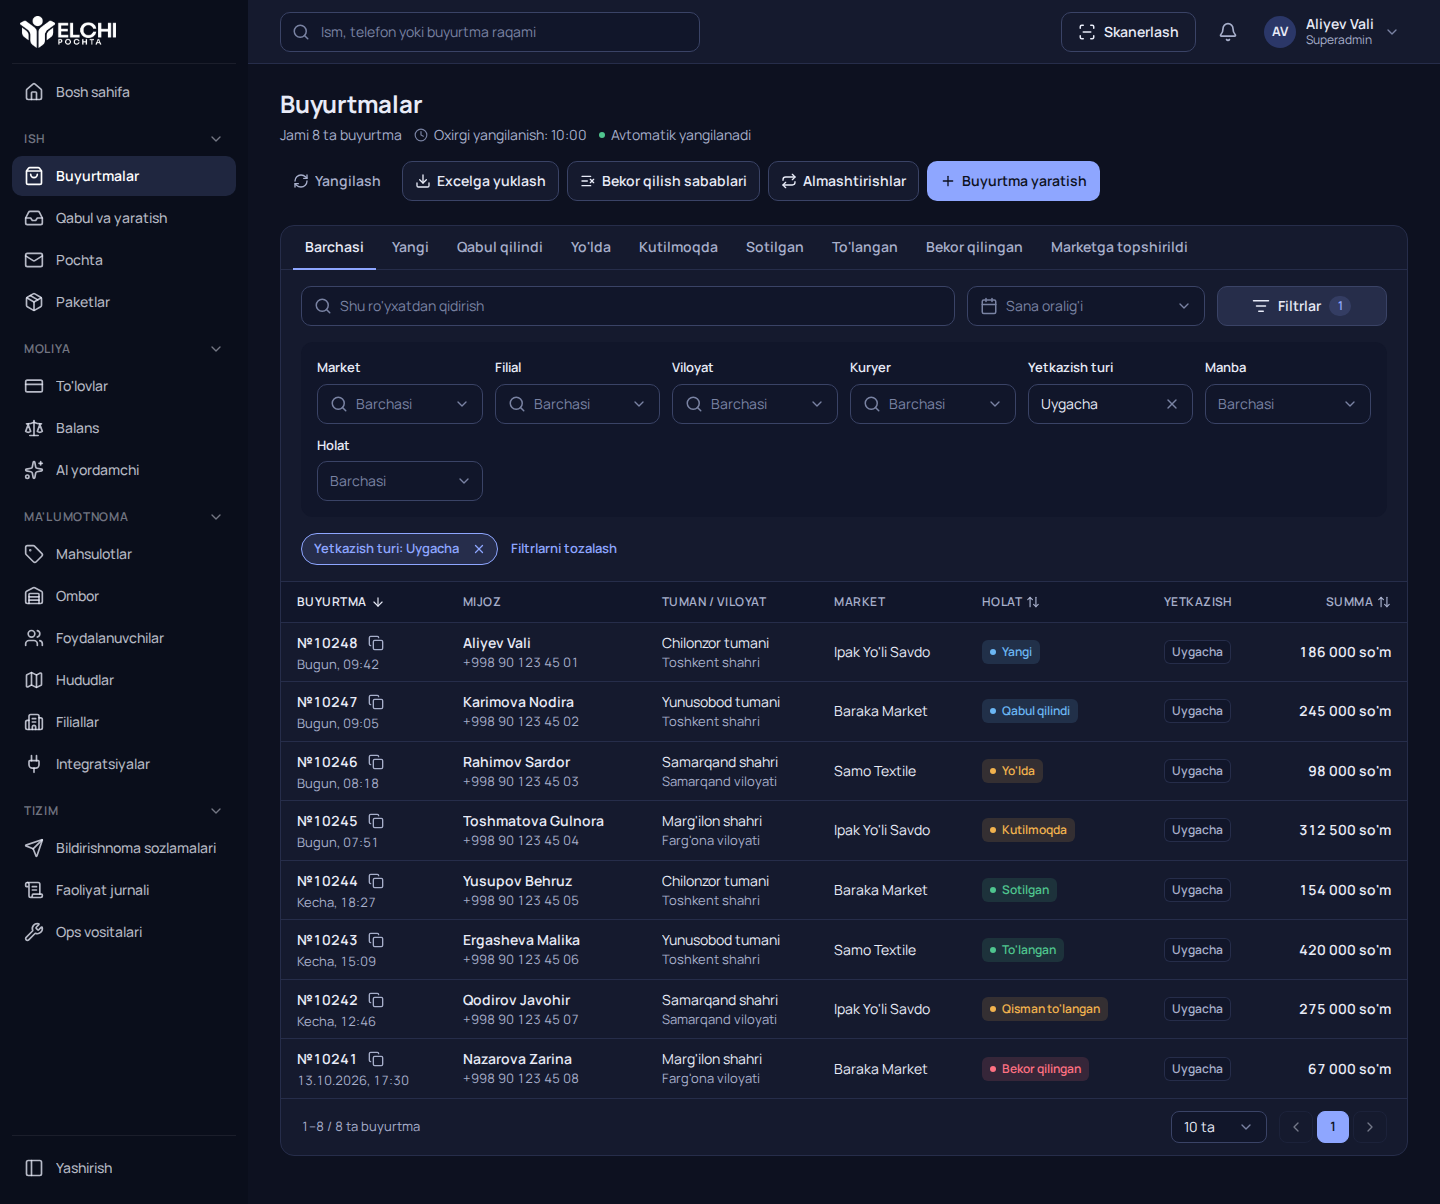 ELCHI
POCHTA
Ism, telefon yoki buyurtma raqami
Skanerlash
AV
Aliyev Vali
Superadmin
Bosh sahifa
ISH
Buyurtmalar
Qabul va yaratish
Pochta
Paketlar
MOLIYA
To'lovlar
Balans
AI yordamchi
MA'LUMOTNOMA
Mahsulotlar
Ombor
Foydalanuvchilar
Hududlar
Filiallar
Integratsiyalar
TIZIM
Bildirishnoma sozlamalari
Faoliyat jurnali
Ops vositalari
Yashirish
Buyurtmalar
Jami 8 ta buyurtma Oxirgi yangilanish: 10:00 Avtomatik yangilanadi
Yangilash Excelga yuklash Bekor qilish sabablari Almashtirishlar Buyurtma yaratish
Barchasi Yangi Qabul qilindi Yo'lda Kutilmoqda Sotilgan To'langan Bekor qilingan Marketga topshirildi
Shu ro'yxatdan qidirish Sana oralig'i Filtrlar 1
Market Filial Viloyat Kuryer Yetkazish turi Manba
Barchasi Barchasi Barchasi Barchasi Uygacha Barchasi
Holat
Barchasi
Yetkazish turi: Uygacha Filtrlarni tozalash
BUYURTMA MIJOZ TUMAN / VILOYAT MARKET HOLAT YETKAZISH SUMMA
№10248 Aliyev Vali Chilonzor tumani Ipak Yo'li Savdo Yangi Uygacha 186 000 so'm
Bugun, 09:42 +998 90 123 45 01 Toshkent shahri
№10247 Karimova Nodira Yunusobod tumani Baraka Market Qabul qilindi Uygacha 245 000 so'm
Bugun, 09:05 +998 90 123 45 02 Toshkent shahri
№10246 Rahimov Sardor Samarqand shahri Samo Textile Yo'lda Uygacha 98 000 so'm
Bugun, 08:18 +998 90 123 45 03 Samarqand viloyati
№10245 Toshmatova Gulnora Marg'ilon shahri Ipak Yo'li Savdo Kutilmoqda Uygacha 312 500 so'm
Bugun, 07:51 +998 90 123 45 04 Farg'ona viloyati
№10244 Yusupov Behruz Chilonzor tumani Baraka Market Sotilgan Uygacha 154 000 so'm
Kecha, 18:27 +998 90 123 45 05 Toshkent shahri
№10243 Ergasheva Malika Yunusobod tumani Samo Textile To'langan Uygacha 420 000 so'm
Kecha, 15:09 +998 90 123 45 06 Toshkent shahri
№10242 Qodirov Javohir Samarqand shahri Ipak Yo'li Savdo Qisman to'langan Uygacha 275 000 so'm
Kecha, 12:46 +998 90 123 45 07 Samarqand viloyati
№10241 Nazarova Zarina Marg'ilon shahri Baraka Market Bekor qilingan Uygacha 67 000 so'm
13.10.2026, 17:30 +998 90 123 45 08 Farg'ona viloyati
1–8 / 8 ta buyurtma 10 ta 1